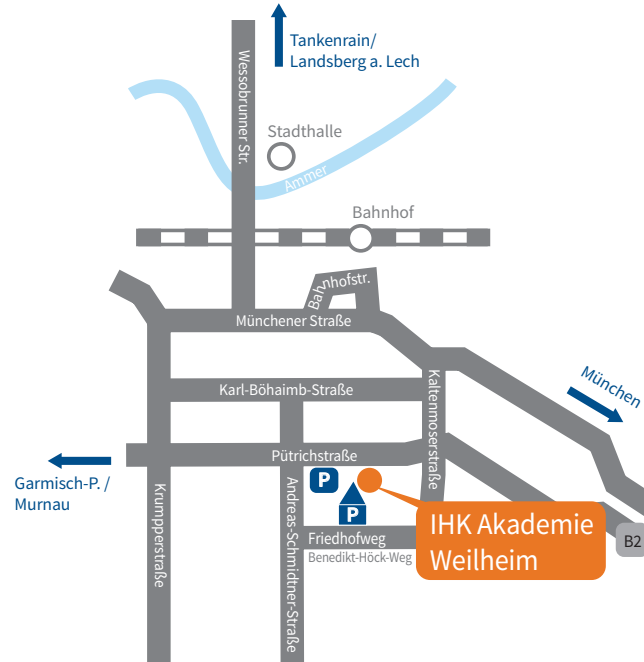 Tankenrain/
Landsberg a. Lech
Wessobrunner Str.
Stadthalle
Ammer
Bahnhof
Bahnhofstr.
Münchener Straße
München
Karl-Böhaimb-Straße
Kaltenmoserstraße
Pütrichstraße
Garmisch-P. /
Murnau
Krumpperstraße
Andreas-Schmidtner-Straße
P
P
IHK Akademie
Weilheim
Friedhofweg
Benedikt-Höck-Weg
B2